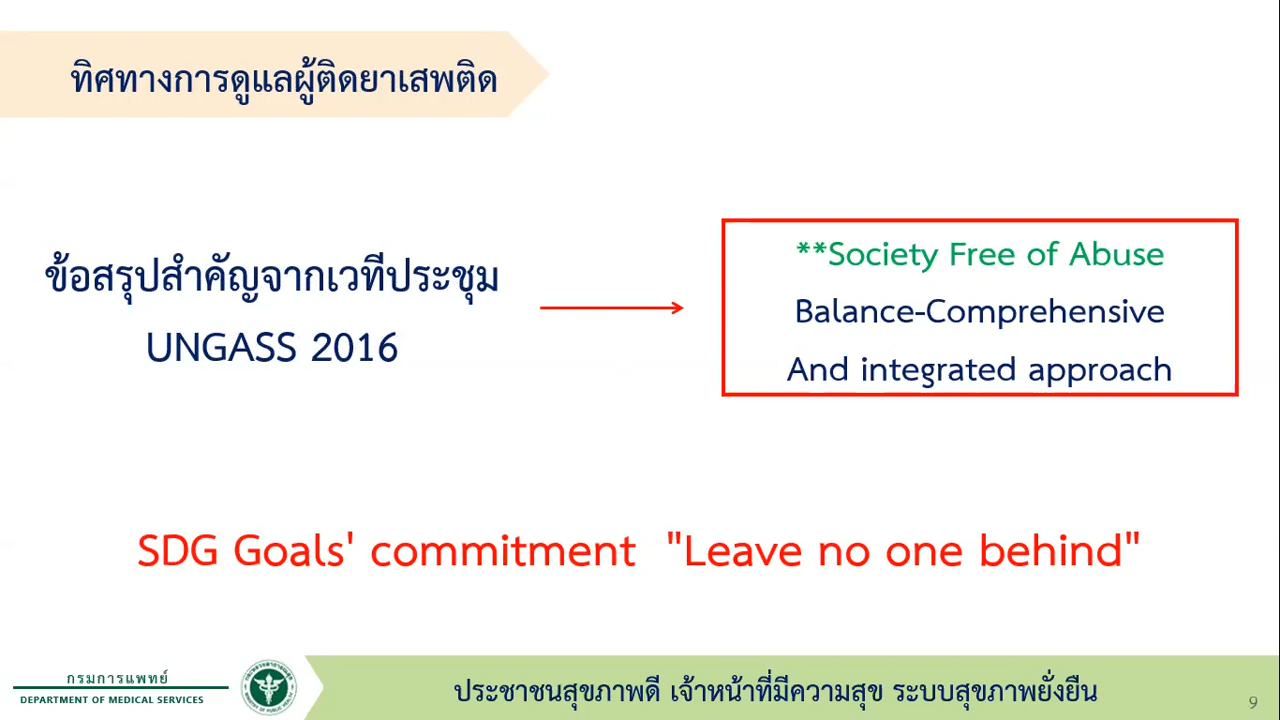 ทิศทางการดูแลผู้ติดยาเสพติด
ข้อสรุปสำคัญจากเวทีประชุม
UNGASS 2016
**Society Free of Abuse
Balance-Comprehensive
And integrated approach
SDG Goals' commitment "Leave no one behind"
กรมการแพทย์
DEPARTMENT OF MEDICAL SERVICES
ประชาชนสุขภาพดี เจ้าหน้าที่มีความสุข ระบบสุขภาพยั่งยืน
9